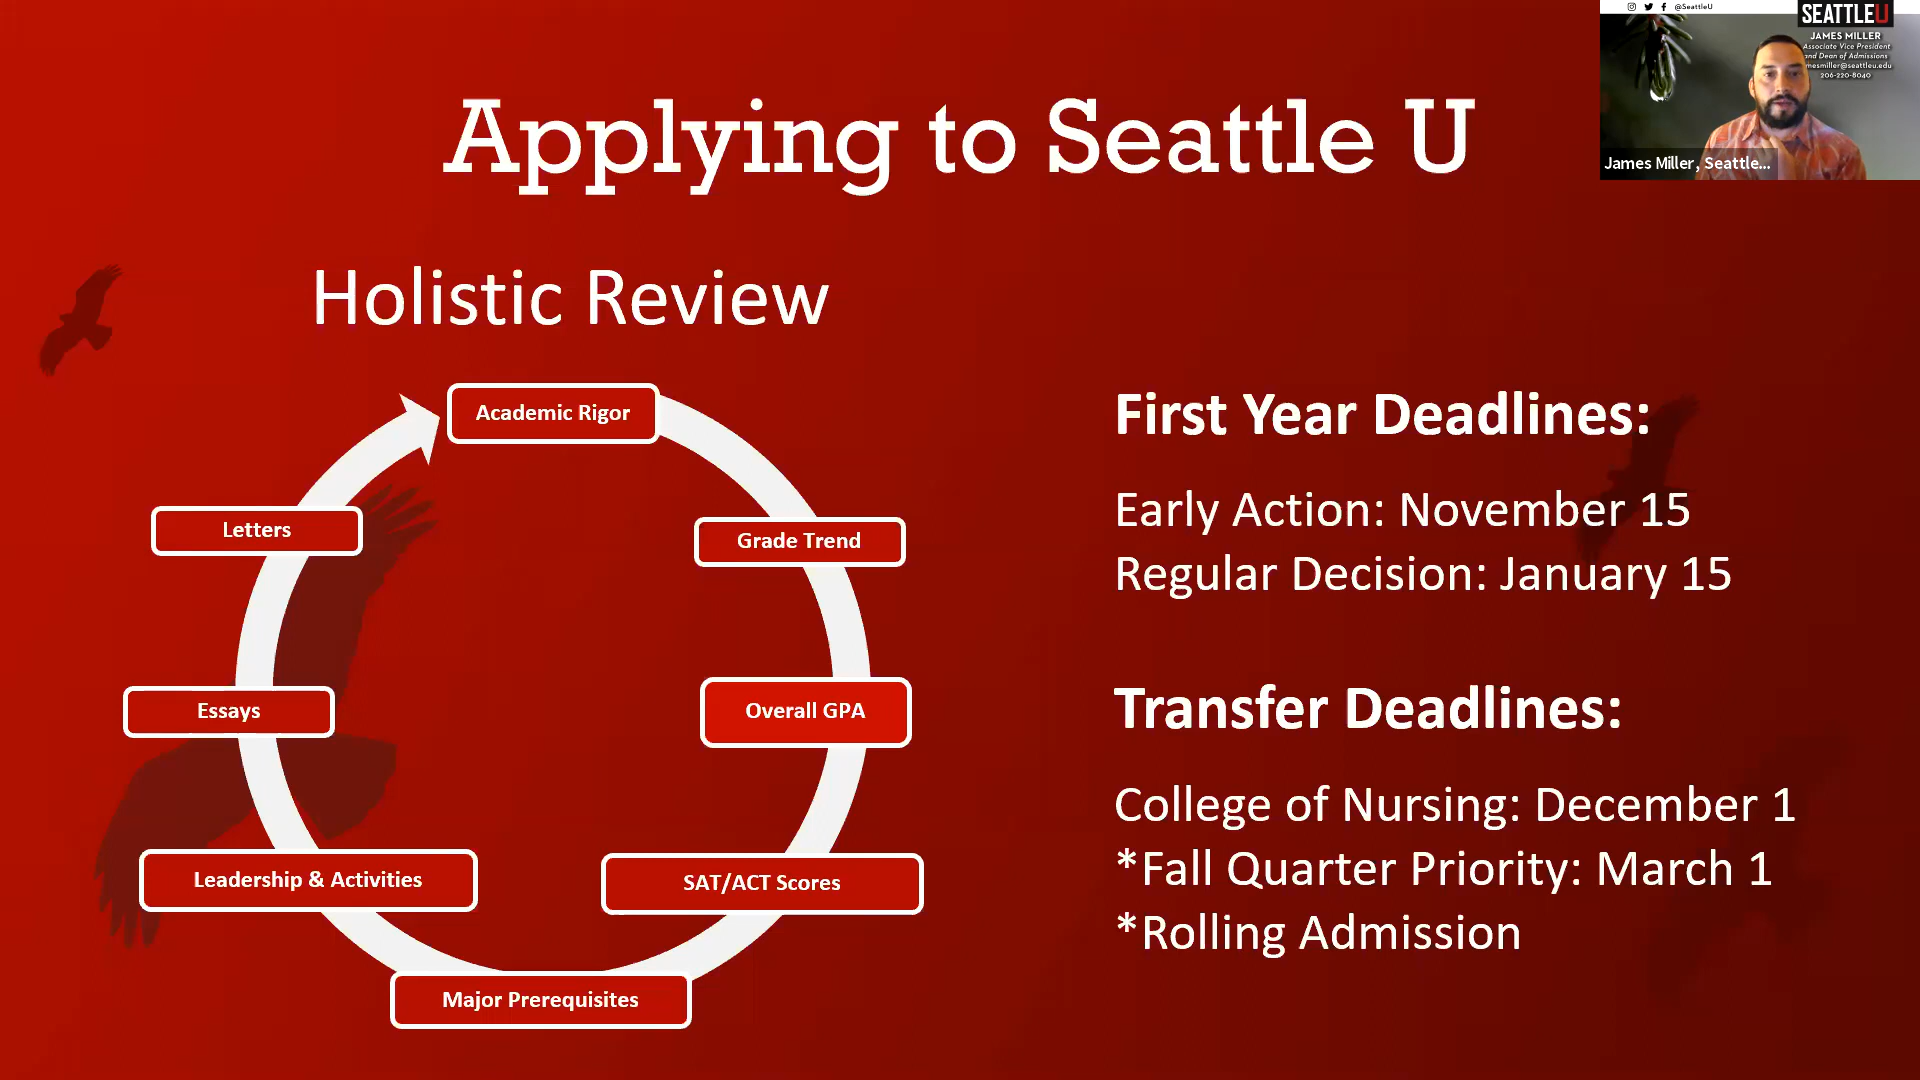 Applying to Seattle U
Holistic Review
Academic Rigor
Grade Trend
Overall GPA
SAT/ACT Scores
Major Prerequisites
Leadership & Activities
Essays
Letters
First Year Deadlines:
Early Action: November 15
Regular Decision: January 15
Transfer Deadlines:
College of Nursing: December 1
*Fall Quarter Priority: March 1
*Rolling Admission
@SeattleU
SEATTLEU
JAMES MILLER
Associate Vice President
and Dean of Admissions
mesmiller@seattleu.edu
206-220-8040
James Miller, Seattle...